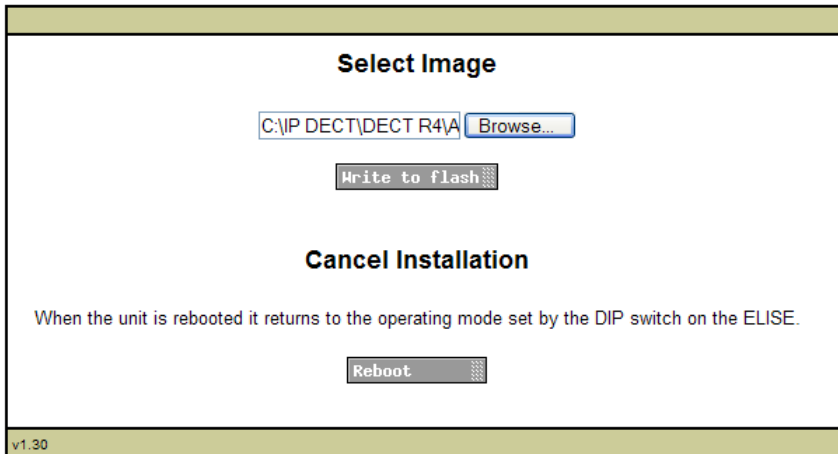 Select Image
C:\IP DECT\DECT R4\A Browse...
Write to flash
Cancel Installation
When the unit is rebooted it returns to the operating mode set by the DIP switch on the ELISE.
Reboot
v1.30